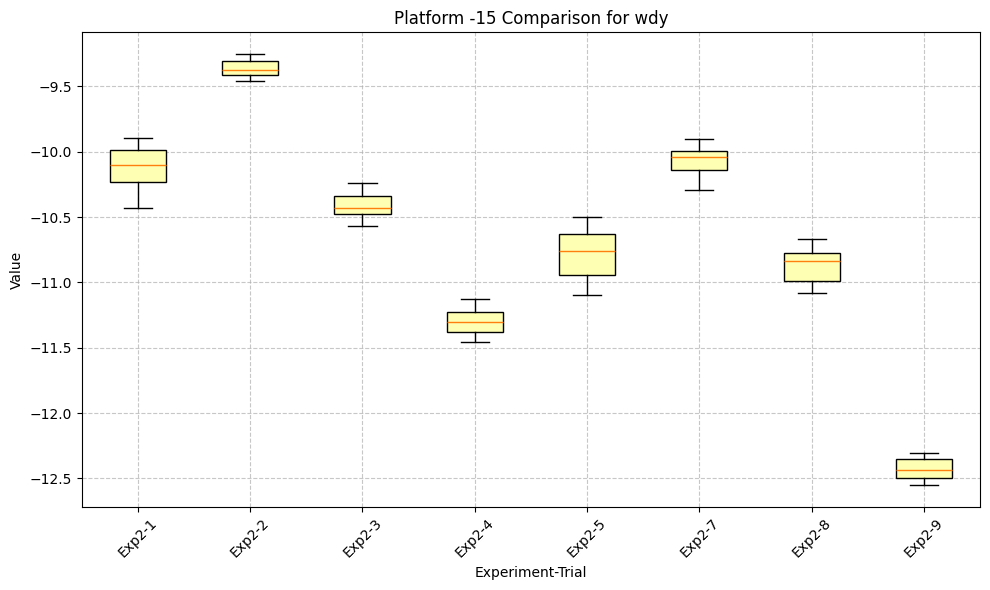 Platform -15 Comparison for wdy
Value
−9.5
−10.0
−10.5
−11.0
−11.5
−12.0
−12.5
Exp2-1 Exp2-2 Exp2-3 Exp2-4 Exp2-5 Exp2-7 Exp2-8 Exp2-9
Experiment-Trial